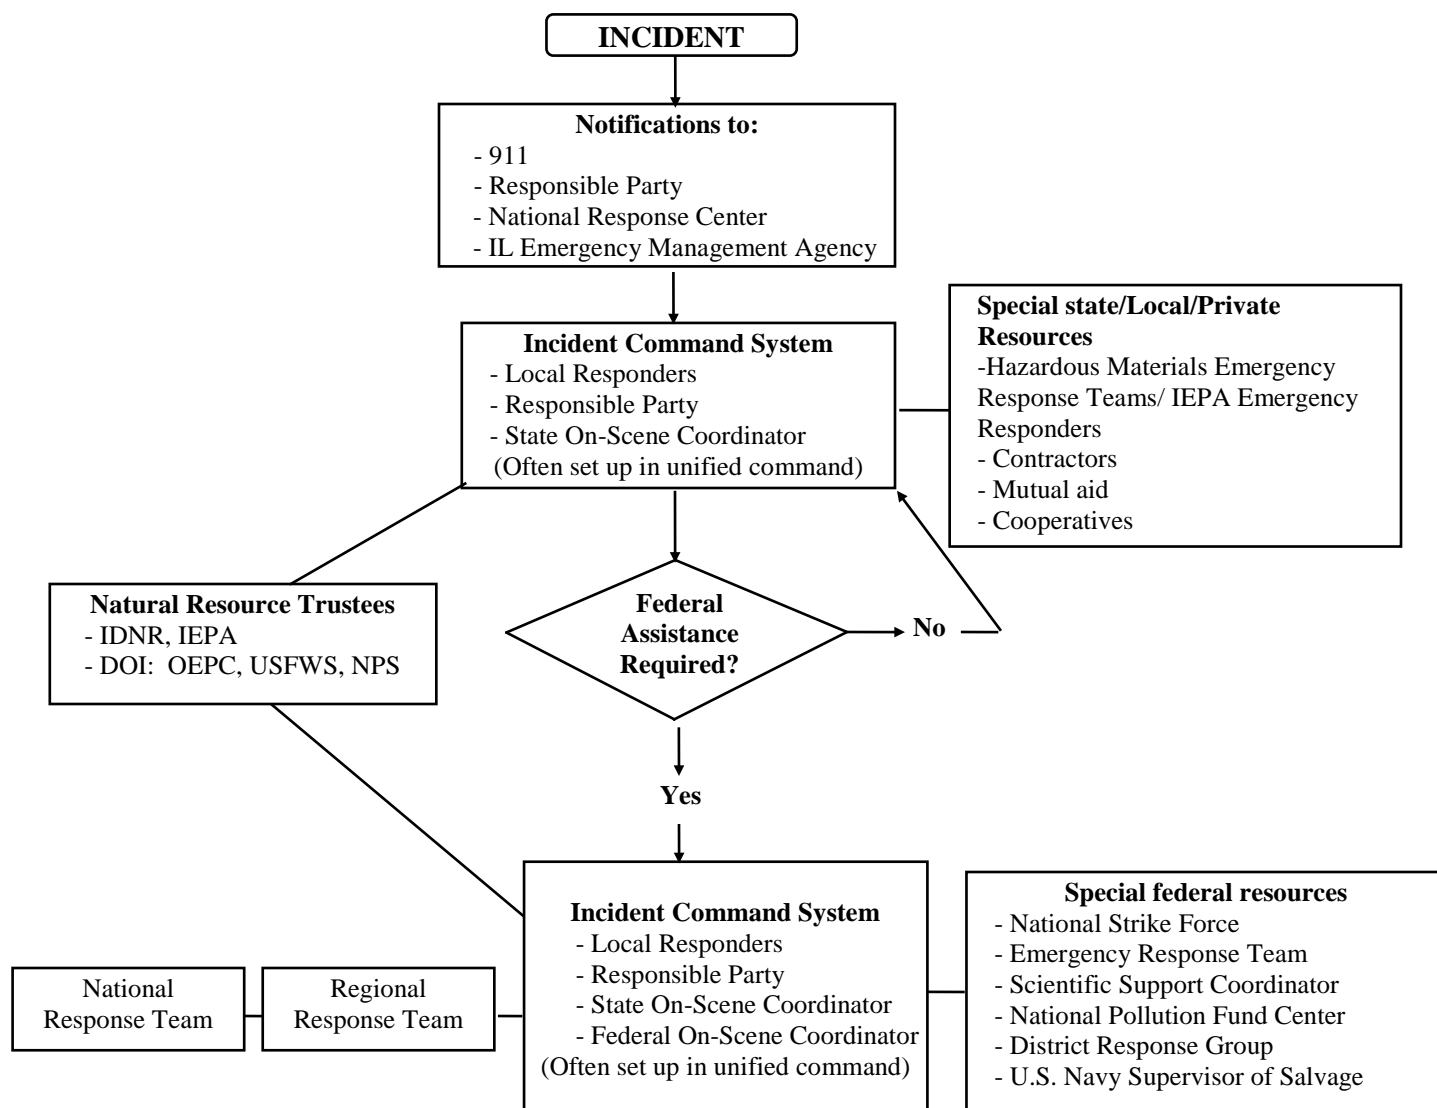 INCIDENT
Notifications to:
- 911
- Responsible Party
- National Response Center
- IL Emergency Management Agency
Special state/Local/Private
Resources
-Hazardous Materials Emergency
Response Teams/ IEPA Emergency
Responders
- Contractors
- Mutual aid
- Cooperatives
Incident Command System
- Local Responders
- Responsible Party
- State On-Scene Coordinator
(Often set up in unified command)
Natural Resource Trustees
- IDNR, IEPA
- DOI:  OEPC, USFWS, NPS
Federal
Assistance
Required?
No
Yes
Incident Command System
- Local Responders
- Responsible Party
- State On-Scene Coordinator
- Federal On-Scene Coordinator
(Often set up in unified command)
Special federal resources
- National Strike Force
- Emergency Response Team
- Scientific Support Coordinator
- National Pollution Fund Center
- District Response Group
- U.S. Navy Supervisor of Salvage
National
Response Team
Regional
Response Team